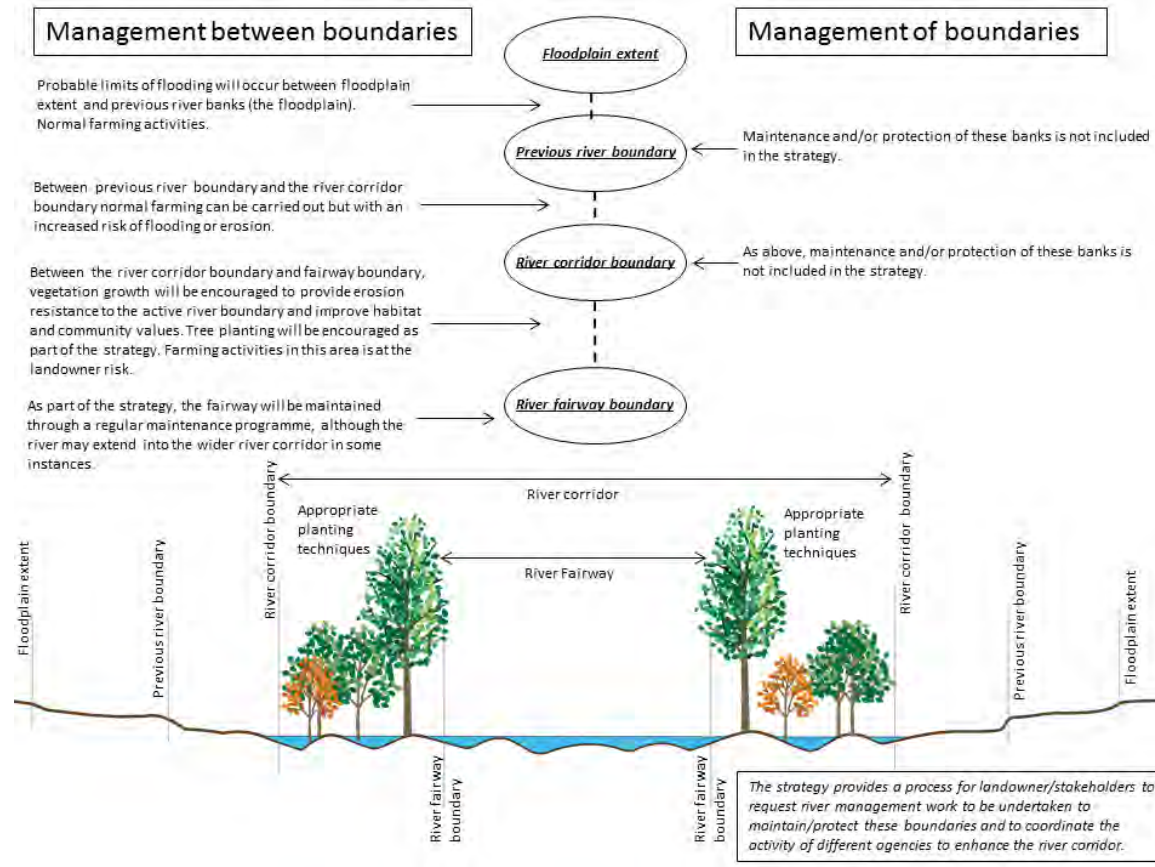 Management between boundaries
Management of boundaries
Floodplain extent
Probable limits of flooding will occur between floodplain
extent and previous river banks (the floodplain).
Normal farming activities.
Previous river boundary
Maintenance and/or protection of these banks is not included
in the strategy.
Between previous river boundary and the river corridor
boundary normal farming can be carried out but with an
increased risk of flooding or erosion.
River corridor boundary
As above, maintenance and/or protection of these banks is
not included in the strategy.
Between the river corridor boundary and fairway boundary,
vegetation growth will be encouraged to provide erosion
resistance to the active river boundary and improve habitat
and community values. Tree planting will be encouraged as
part of the strategy. Farming activities in this area is at the
landowner risk.
River fairway boundary
As part of the strategy, the fairway will be maintained
through a regular maintenance programme, although the
river may extend into the wider river corridor in some
instances.
River corridor
Floodplain extent
Previous river boundary
River corridor boundary
Appropriate
planting
techniques
River Fairway
Appropriate
planting
techniques
River corridor boundary
Previous river boundary
Floodplain extent
River fairway
boundary
River fairway
boundary
The strategy provides a process for landowner/stakeholders to
request river management work to be undertaken to
maintain/protect these boundaries and to coordinate the
activity of different agencies to enhance the river corridor.